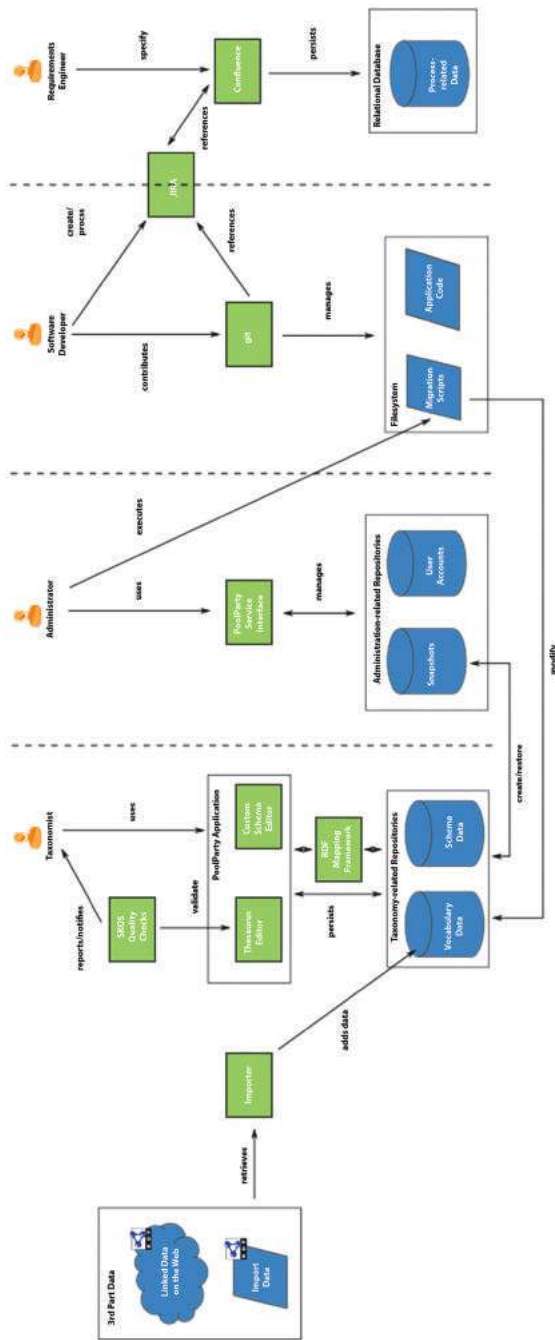 3rd Part Data
Linked Data
on the Web
Import
Data
retrieves
Importer
adds data
Taxonomist
reports/notifies
SKOS
Quality
Checks
uses
validate
PoolParty Application
Thesaurus
Editor
Custom
Schema
Editor
persists
RDF
Mapping
Framework
Taxonomy-related Repositories
Vocabulary
Data
Schema
Data
create/restore
modify
Administrator
uses
executes
PoolParty
Service
Interface
manages
Administration-related Repositories
Snapshots
User
Accounts
Software
Developer
contributes
create/
procss
git
references
manages
Filesystem
Migration
Scripts
Application
Code
JIRA
Requirements
Engineer
specify
references
Confluence
persists
Relational Database
Process-
related
Data